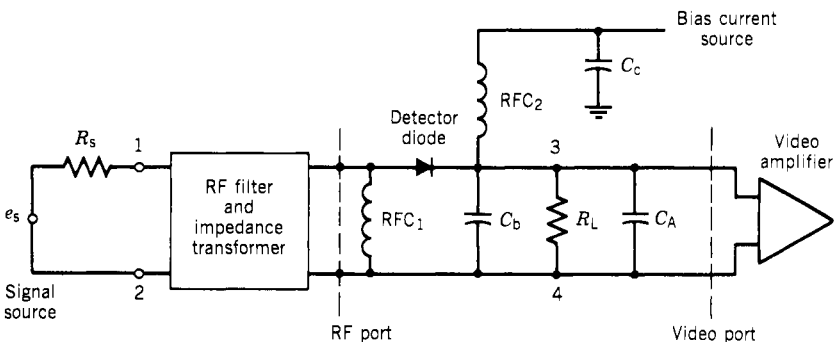 Bias current
source
C_c
RFC_2
Detector
diode
R_s
1
3
Video
amplifier
RF filter
and
impedance
transformer
e_s
RFC_1
C_b
R_L
C_A
Signal
source
2
4
RF port
Video port